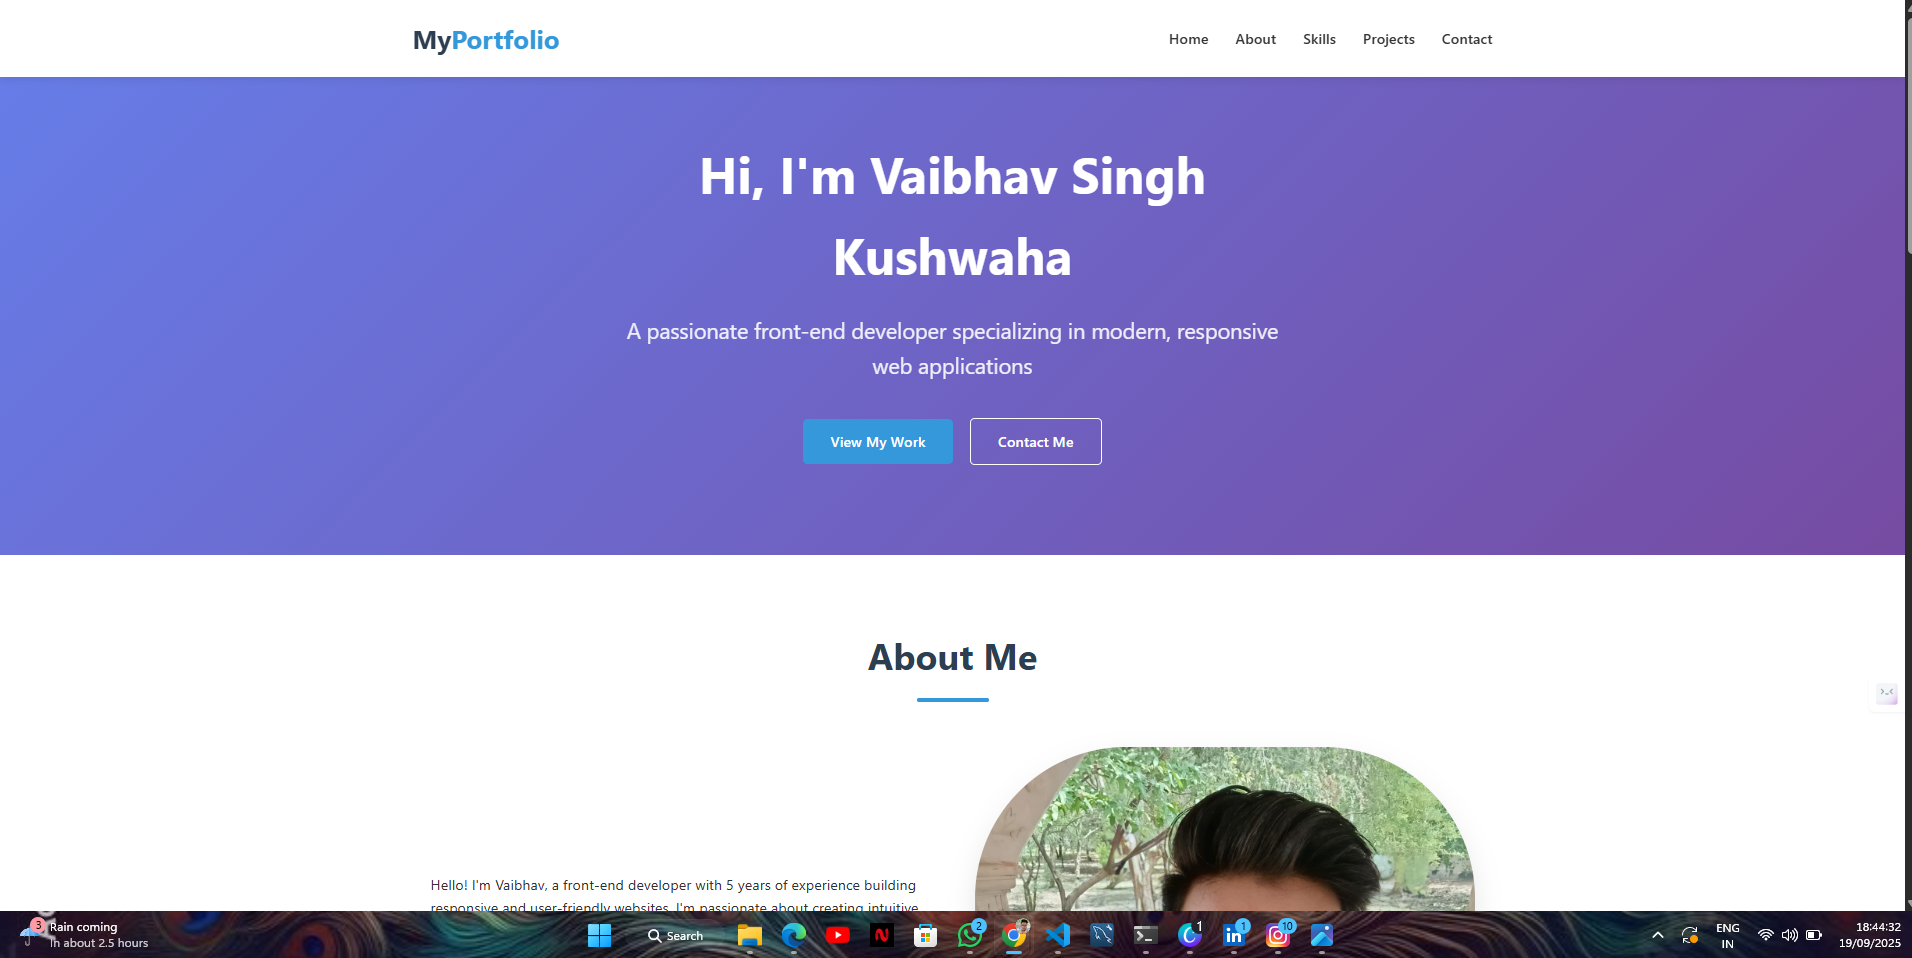 MyPortfolio
Home About Skills Projects Contact
Hi, I'm Vaibhav Singh
Kushwaha
A passionate front-end developer specializing in modern, responsive
web applications
View My Work
Contact Me
About Me
Hello! I'm Vaibhav, a front-end developer with 5 years of experience building
responsive and user-friendly websites. I'm passionate about creating intuitive
3
Rain coming
In about 2.5 hours
Search
2
1
1
10
ENG
IN
18:44:32
19/09/2025